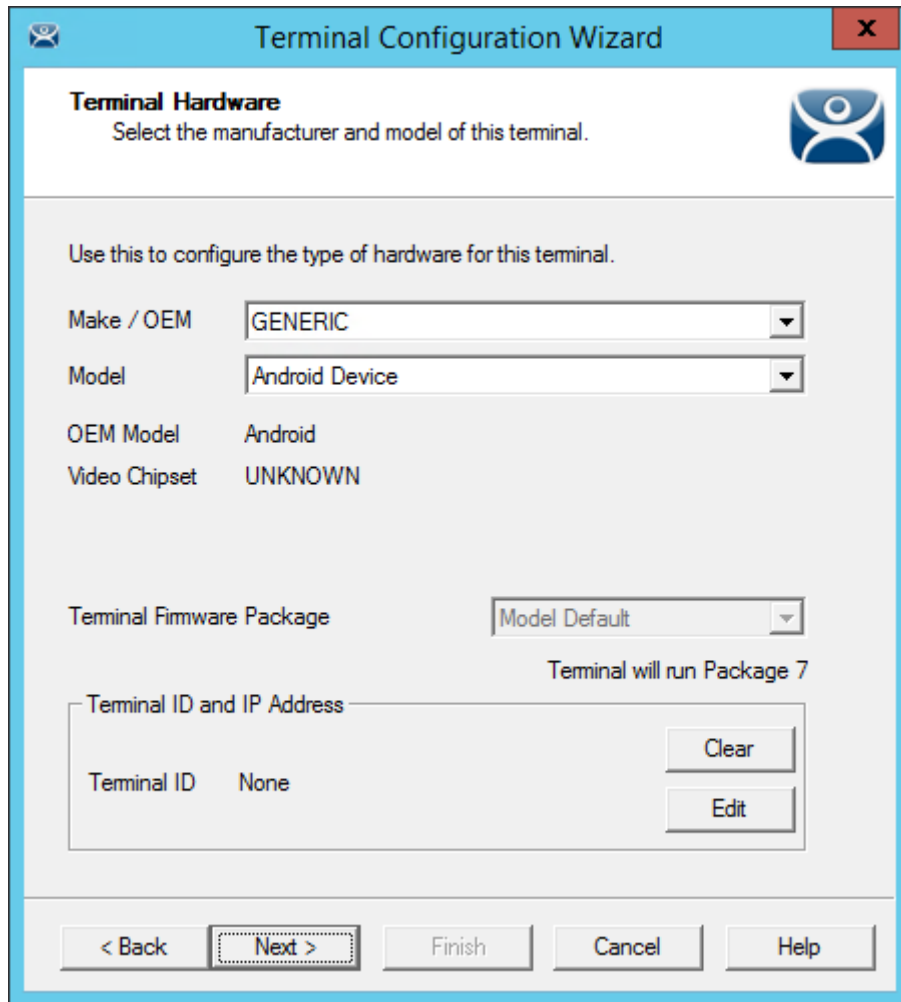 Terminal Configuration Wizard
x
Terminal Hardware
Select the manufacturer and model of this terminal.
Use this to configure the type of hardware for this terminal.
Make / OEM GENERIC
Model Android Device
OEM Model Android
Video Chipset UNKNOWN
Terminal Firmware Package Model Default
Terminal will run Package 7
Terminal ID and IP Address
Clear
Terminal ID None
Edit
< Back Next > Finish Cancel Help